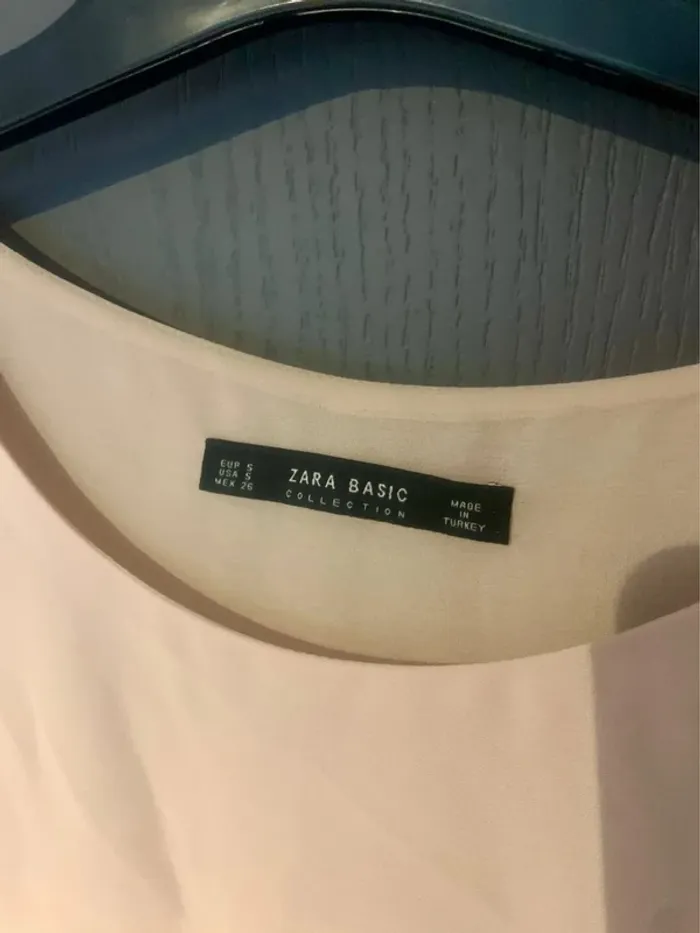 EUR S
USA S
MEX 26
ZARA BASIC
COLLECTION
MADE
IN
TURKEY